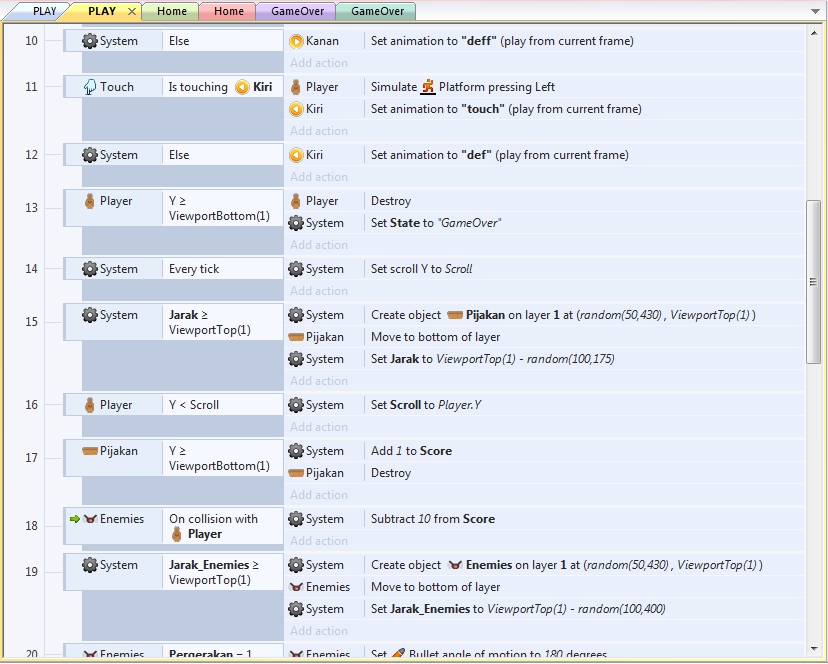 PLAY PLAY Home Home GameOver GameOver
10 System Else Kanan Set animation to "deff" (play from current frame)
Add action
11 Touch Is touching Kiri Player Simulate Platform pressing Left
Kiri Set animation to "touch" (play from current frame)
Add action
12 System Else Kiri Set animation to "def" (play from current frame)
Add action
13 Player Y ≥ ViewportBottom(1) Player Destroy
System Set State to "GameOver"
Add action
14 System Every tick System Set scroll Y to Scroll
Add action
15 System Jarak ≥ ViewportTop(1) System Create object Pijakan on layer 1 at (random(50,430) , ViewportTop(1) )
Pijakan Move to bottom of layer
System Set Jarak to ViewportTop(1) - random(100,175)
Add action
16 Player Y < Scroll System Set Scroll to Player.Y
Add action
17 Pijakan Y ≥ ViewportBottom(1) System Add 1 to Score
Pijakan Destroy
Add action
18 Enemies On collision with Player System Subtract 10 from Score
Add action
19 System Jarak_Enemies ≥ ViewportTop(1) System Create object Enemies on layer 1 at (random(50,430) , ViewportTop(1) )
Enemies Move to bottom of layer
System Set Jarak_Enemies to ViewportTop(1) - random(100,400)
Add action
20 Enemies Pergerakan = 1 Enemies Set Bullet angle of motion to 180 degrees